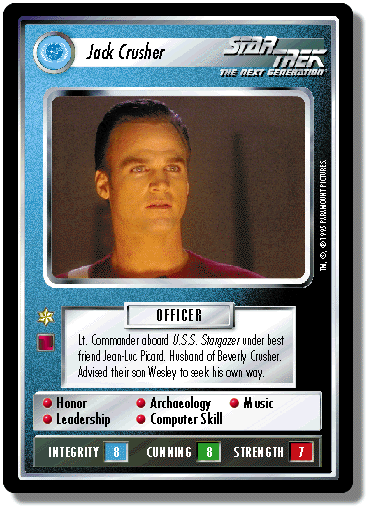 Jack Crusher
STAR TREK
THE NEXT GENERATION®
TM, ®, © 1995 PARAMOUNT PICTURES.
OFFICER
Lt. Commander aboard U.S.S. Stargazer under best
friend Jean-Luc Picard. Husband of Beverly Crusher.
Advised their son Wesley to seek his own way.
Honor Archaeology Music
Leadership Computer Skill
INTEGRITY 8 CUNNING 8 STRENGTH 7